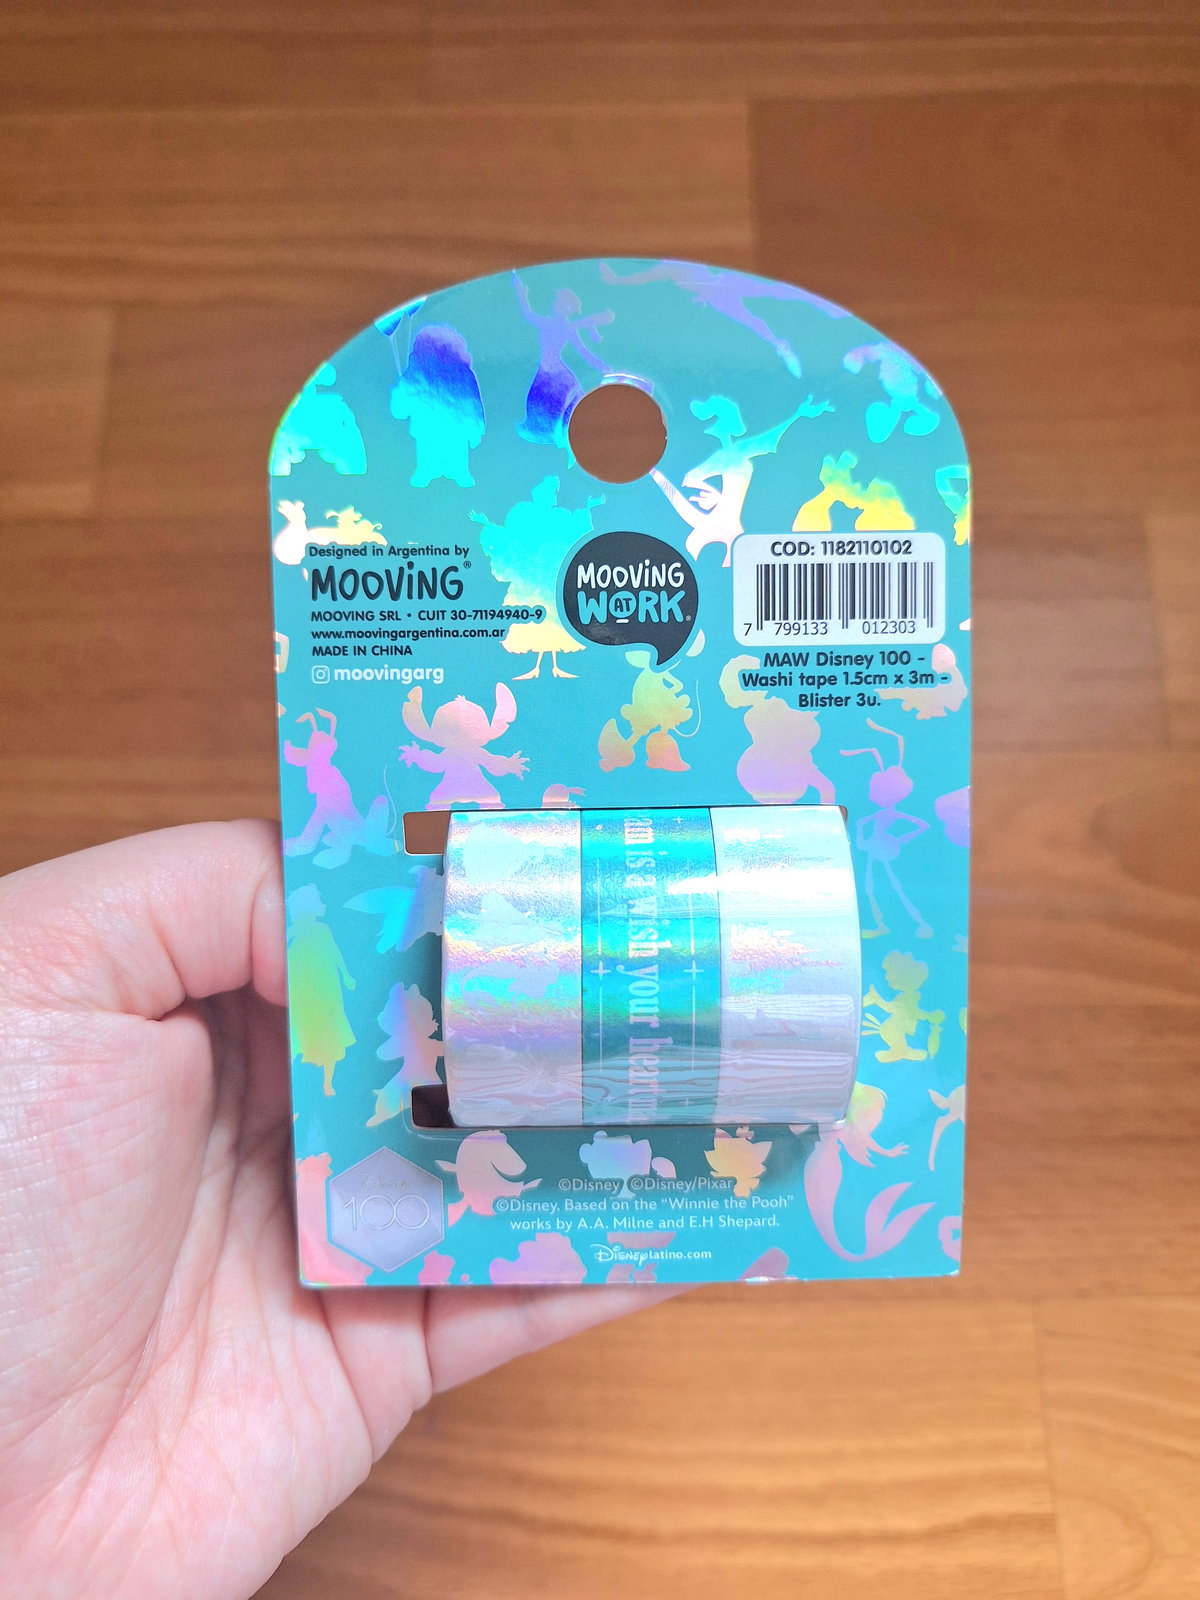 Designed in Argentina by
MOOViNG®
MOOVING SRL • CUIT 30-71194940-9
www.moovingargentina.com.ar
MADE IN CHINA
moovingarg
MOOViNG
AT
WORK®
COD: 1182110102
7 799133 012303
MAW Disney 100 -
Washi tape 1.5cm x 3m -
Blister 3u.
is a wish your heart
Disney
100
©Disney ©Disney/Pixar
©Disney. Based on the "Winnie the Pooh"
works by A.A. Milne and E.H Shepard.
Disneylatino.com